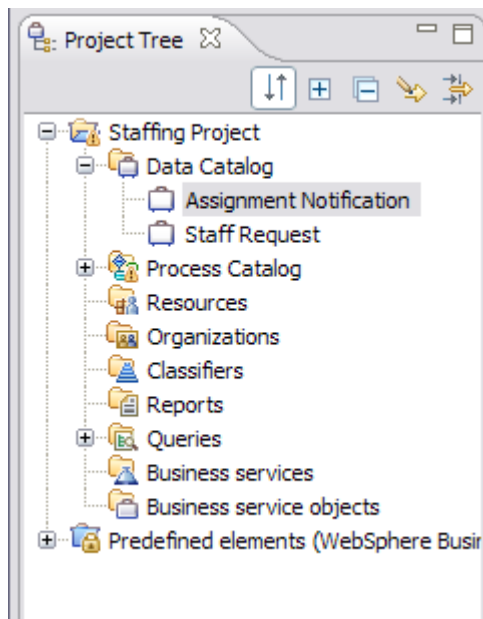 Project Tree
Staffing Project
Data Catalog
Assignment Notification
Staff Request
Process Catalog
Resources
Organizations
Classifiers
Reports
Queries
Business services
Business service objects
Predefined elements (WebSphere Busin